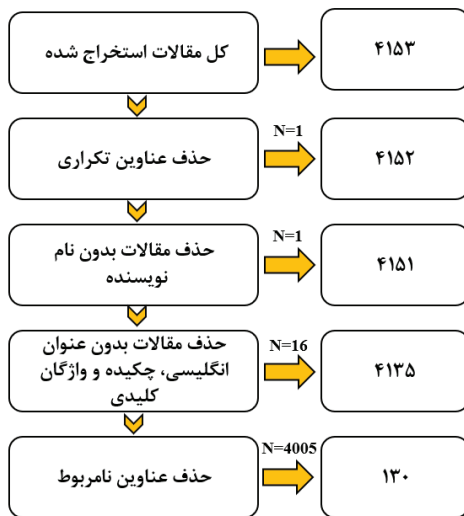 کل مقالات استخراج شده
۴۱۵۳
حذف عناوین تکراری
N=1
۴۱۵۲
حذف مقالات بدون نام
نویسنده
N=1
۴۱۵۱
حذف مقالات بدون عنوان
انگلیسی، چکیده و واژگان
کلیدی
N=16
۴۱۳۵
حذف عناوین نامربوط
N=4005
۱۳۰